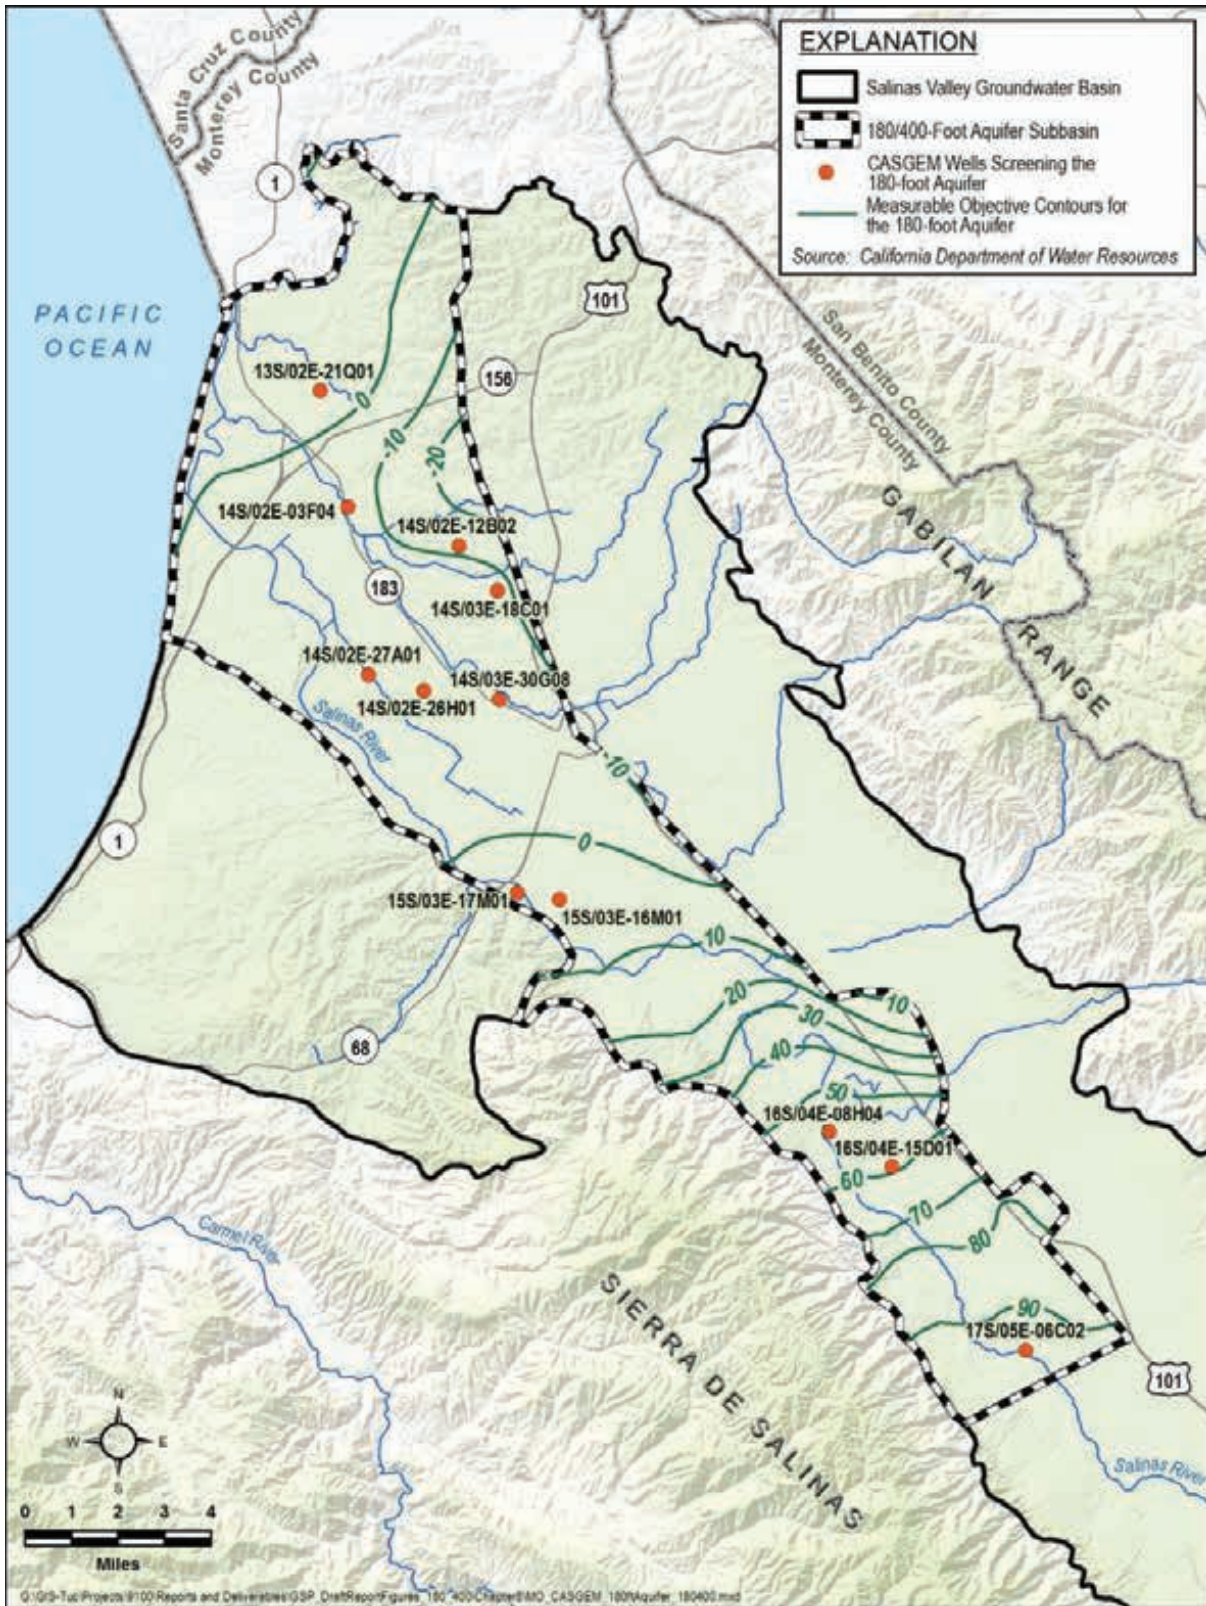 EXPLANATION
Salinas Valley Groundwater Basin
180/400-Foot Aquifer Subbasin
CASGEM Wells Screening the
180-foot Aquifer
Measurable Objective Contours for
the 180-foot Aquifer
Source: California Department of Water Resources
Santa Cruz County
Monterey County
1
101
PACIFIC
OCEAN
San Benito County
Monterey County
13S/02E-21Q01
156
0
-10
-20
GABILAN
RANGE
14S/02E-03F04
14S/02E-12B02
183
14S/03E-18C01
14S/02E-27A01
14S/03E-30G08
14S/02E-26H01
Salinas River
-10
1
0
15S/03E-17M01
15S/03E-16M01
10
20
10
30
68
40
50
16S/04E-08H04
16S/04E-15D01
60
70
80
Carmel River
SIERRA DE SALINAS
90
17S/05E-06C02
101
Salinas River
N
W
E
S
0 1 2 3 4
Miles